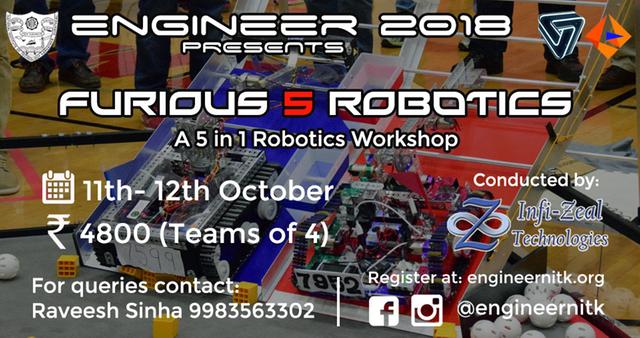 ENGINEER 2018
PRESENTS
FURIOUS 5 ROBOTICS
A 5 in 1 Robotics Workshop
11th- 12th October
₹ 4800 (Teams of 4)
Conducted by:
Infi-Zeal
Technologies
For queries contact:
Raveesh Sinha 9983563302
Register at: engineernitk.org
@engineernitk
7952